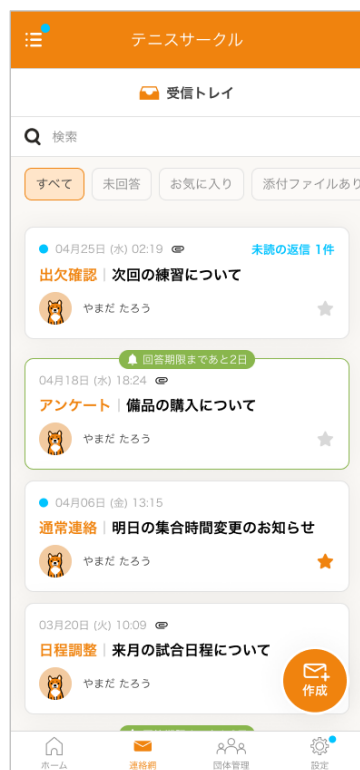 テニスサークル
受信トレイ
検索
すべて 未回答 お気に入り 添付ファイルあり
04月25日 (水) 02:19 未読の返信 1件
出欠確認 次回の練習について
やまだ たろう
回答期限まであと2日
04月18日 (水) 18:24
アンケート 備品の購入について
やまだ たろう
04月06日 (金) 13:15
通常連絡 明日の集合時間変更のお知らせ
やまだ たろう
03月20日 (火) 10:09
日程調整 来月の試合日程について
やまだ たろう
作成
ホーム 連絡網 団体管理 設定